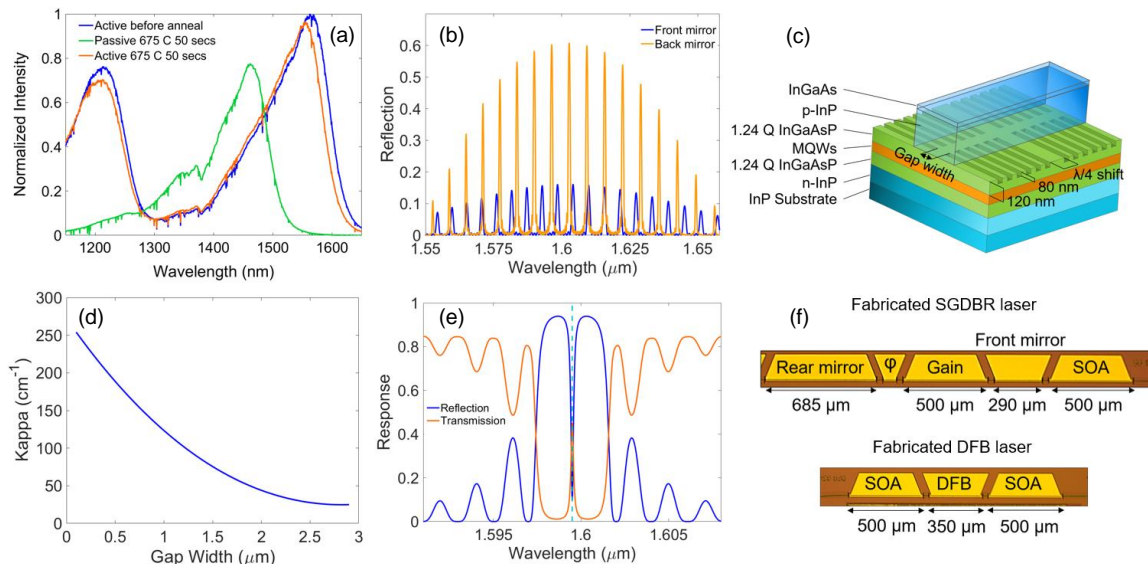 Active before anneal
Passive 675 C 50 secs
Active 675 C 50 secs
(a)
1
0.8
0.6
0.4
0.2
0
1200
1300
1400
1500
1600
Normalized Intensity
Wavelength (nm)
(b)
Front mirror
Back mirror
0.6
0.5
0.4
0.3
0.2
0.1
0
1.55
1.575
1.6
1.625
1.65
Reflection
Wavelength (μm)
(c)
InGaAs
p-InP
1.24 Q InGaAsP
MQWs
1.24 Q InGaAsP
n-InP
InP Substrate
Gap width
λ/4 shift
80 nm
120 nm
(d)
300
250
200
150
100
50
0
0
0.5
1
1.5
2
2.5
3
Kappa (cm⁻¹)
Gap Width (μm)
(e)
1
0.8
0.6
0.4
0.2
0
Reflection
Transmission
1.595
1.6
1.605
Response
Wavelength (μm)
Fabricated SGDBR laser
(f)
Front mirror
Rear mirror
φ
Gain
SOA
685 μm
500 μm
290 μm
500 μm
Fabricated DFB laser
SOA
DFB
SOA
500 μm
350 μm
500 μm